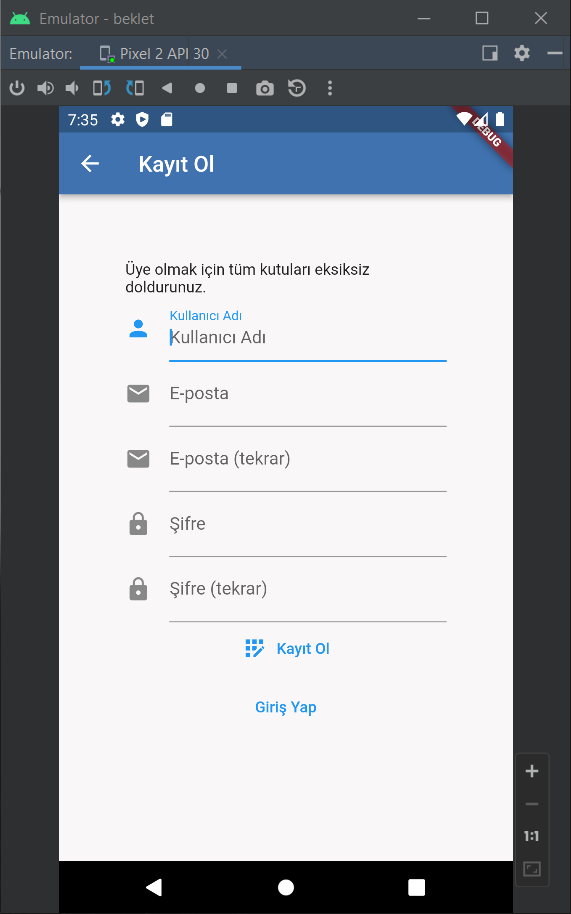 Emulator - beklet
Emulator:
Pixel 2 API 30
7:35
DEBUG
Kayıt Ol
Üye olmak için tüm kutuları eksiksiz
doldurunuz.
Kullanıcı Adı
Kullanıcı Adı
E-posta
E-posta (tekrar)
Şifre
Şifre (tekrar)
Kayıt Ol
Giriş Yap
1:1